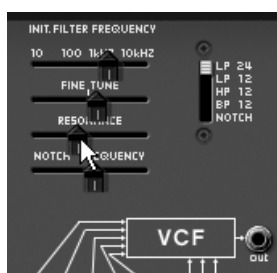 INIT. FILTER FREQUENCY
10 100 1kHZ 10kHZ
FINE TUNE
RESONANCE
NOTCH FREQUENCY
LP 24
LP 12
HP 12
BP 12
NOTCH
VCF
OUT